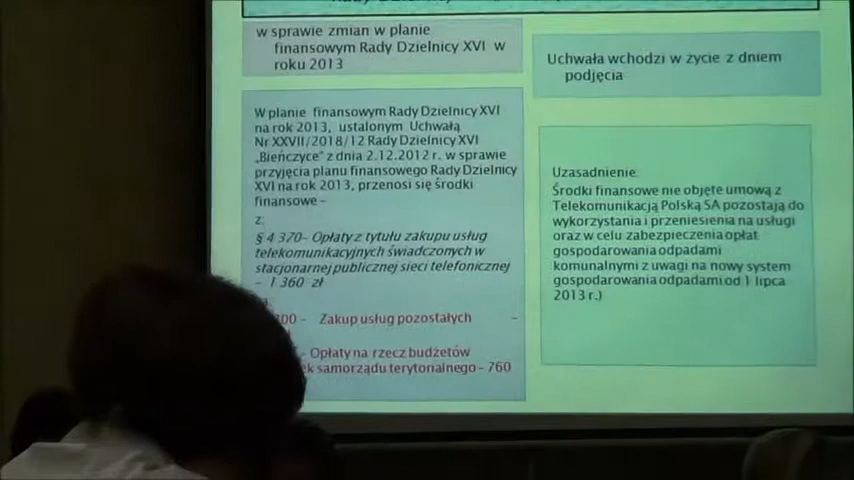 w sprawie zmian w planie
finansowym Rady Dzielnicy XVI w
roku 2013
Uchwała wchodzi w życie z dniem
podjęcia
W planie finansowym Rady Dzielnicy XVI
na rok 2013, ustalonym Uchwałą
Nr XXVII/2018/12 Rady Dzielnicy XVI
„Bieńczyce” z dnia 2.12.2012 r. w sprawie
przyjęcia planu finansowego Rady Dzielnicy
XVI na rok 2013, przenosi się środki
finansowe –
z:
§ 4 370– Opłaty z tytułu zakupu usług
telekomunikacyjnych świadczonych w
stacjonarnej publicznej sieci telefonicznej
– 1 360 zł
00 – Zakup usług pozostałych –
– Opłaty na rzecz budżetów
ek samorządu terytorialnego – 760
Uzasadnienie:
Środki finansowe nie objęte umową z
Telekomunikacją Polską SA pozostają do
wykorzystania i przeniesienia na usługi
oraz w celu zabezpieczenia opłat
gospodarowania odpadami
komunalnymi z uwagi na nowy system
gospodarowania odpadami od 1 lipca
2013 r.)